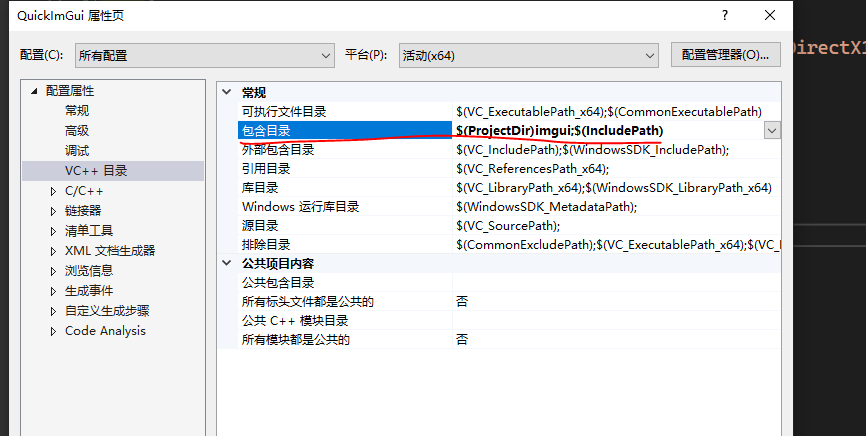 QuickImGui 属性页
DirectX1
配置(C): 所有配置 平台(P): 活动(x64) 配置管理器(O)...
配置属性
常规
高级
调试
VC++ 目录
C/C++
链接器
清单工具
XML 文档生成器
浏览信息
生成事件
自定义生成步骤
Code Analysis
常规
可执行文件目录 $(VC_ExecutablePath_x64);$(CommonExecutablePath)
包含目录 $(ProjectDir)imgui;$(IncludePath)
外部包含目录 $(VC_IncludePath);$(WindowsSDK_IncludePath);
引用目录 $(VC_ReferencesPath_x64);
库目录 $(VC_LibraryPath_x64);$(WindowsSDK_LibraryPath_x64)
Windows 运行库目录 $(WindowsSDK_MetadataPath);
源目录 $(VC_SourcePath);
排除目录 $(CommonExcludePath);$(VC_ExecutablePath_x64);$(VC_
公共项目内容
公共包含目录
所有标头文件都是公共的 否
公共 C++ 模块目录
所有模块都是公共的 否